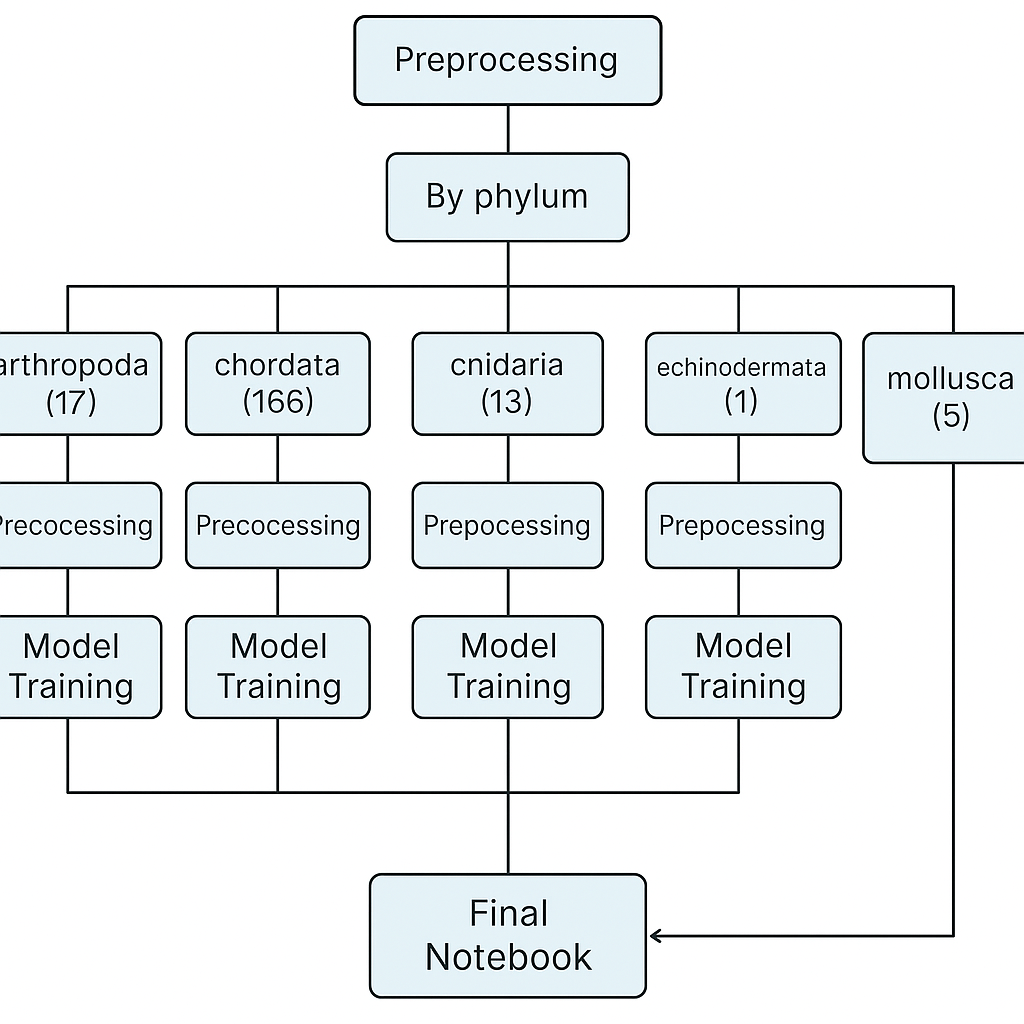 Preprocessing
By phylum
arthropoda
(17)
chordata
(166)
cnidaria
(13)
echinodermata
(1)
mollusca
(5)
Precocessing
Precocessing
Prepocessing
Prepocessing
Model
Training
Model
Training
Model
Training
Model
Training
Final
Notebook